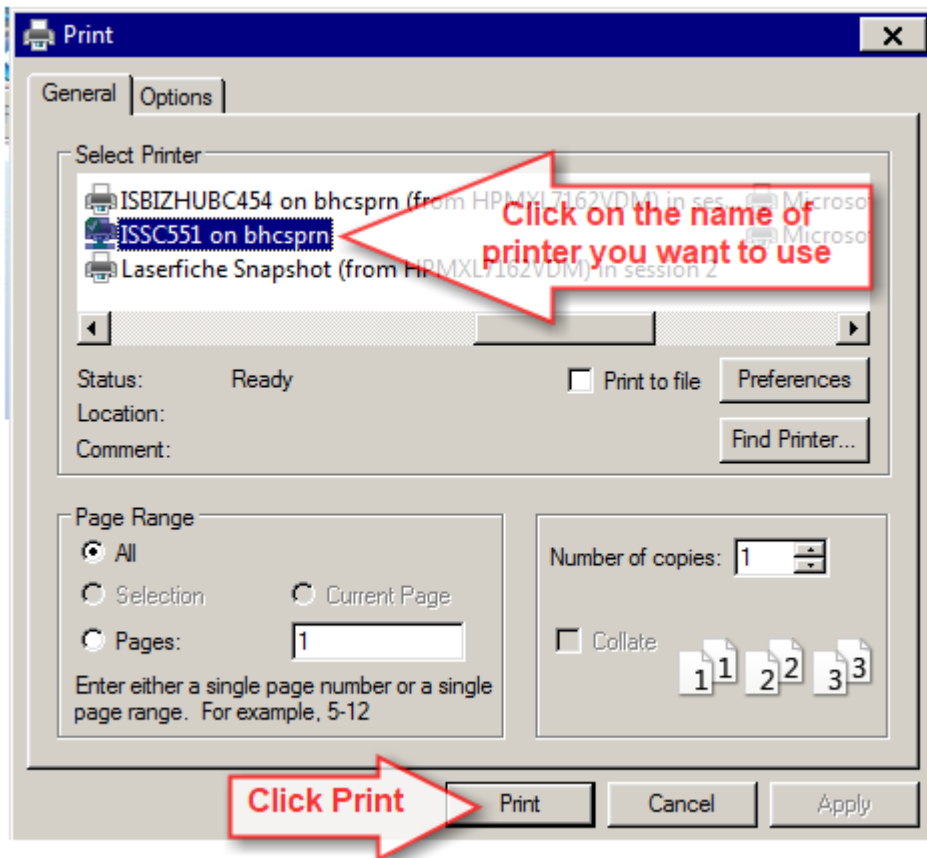 Print
General Options
Select Printer
ISBIZHUBC454 on bhcsprn (from HPMXL7162VDM) in ses... Microsof
ISSC551 on bhcsprn Microsof
Laserfiche Snapshot (from HPMXL7162VDM) in session 2
Click on the name of
printer you want to use
Status: Ready
Print to file Preferences
Location:
Comment:
Find Printer...
Page Range
All
Selection Current Page
Pages: 1
Enter either a single page number or a single
page range. For example, 5-12
Number of copies: 1
Collate
1 1 2 2 3 3
Click Print
Print Cancel Apply